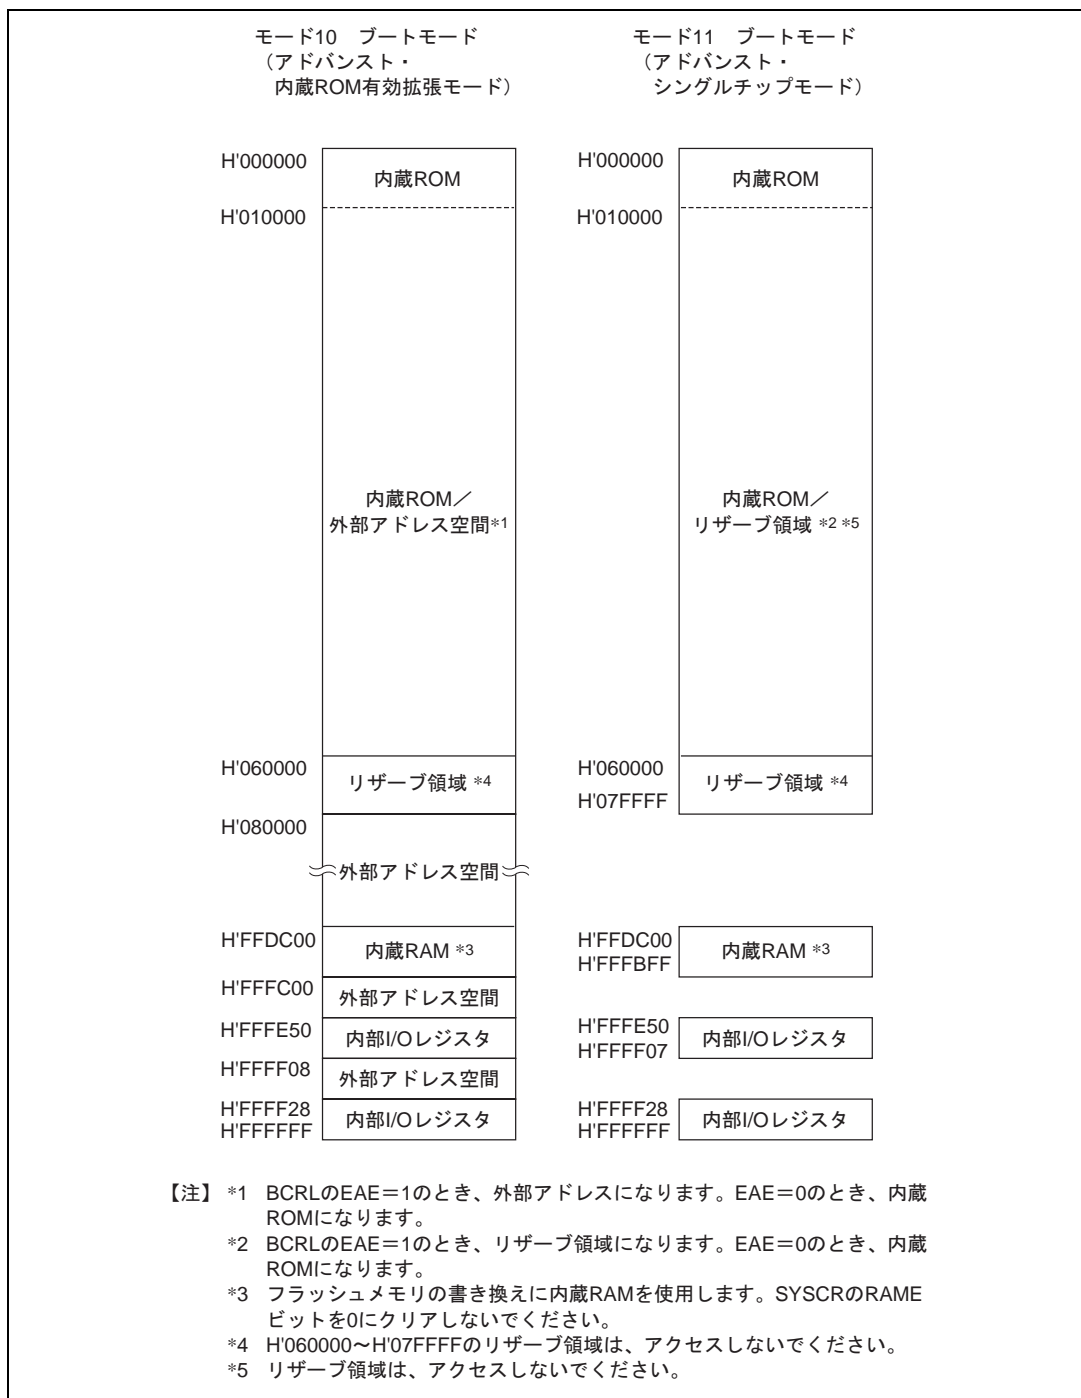 モード10 ブートモード
（アドバンスト・
内蔵ROM有効拡張モード）
H'000000
内蔵ROM
H'010000
内蔵ROM／
外部アドレス空間*1
H'060000
リザーブ領域 *4
H'080000
外部アドレス空間
H'FFDC00
内蔵RAM *3
H'FFFC00
外部アドレス空間
H'FFFE50
内部I/Oレジスタ
H'FFFF08
外部アドレス空間
H'FFFF28
内部I/Oレジスタ
H'FFFFFF
モード11 ブートモード
（アドバンスト・
シングルチップモード）
H'000000
内蔵ROM
H'010000
内蔵ROM／
リザーブ領域 *2 *5
H'060000
リザーブ領域 *4
H'07FFFF
H'FFDC00
内蔵RAM *3
H'FFFBFF
H'FFFE50
内部I/Oレジスタ
H'FFFF07
H'FFFF28
内部I/Oレジスタ
H'FFFFFF
【注】 *1 BCRLのEAE＝1のとき、外部アドレスになります。EAE＝0のとき、内蔵
ROMになります。
*2 BCRLのEAE＝1のとき、リザーブ領域になります。EAE＝0のとき、内蔵
ROMになります。
*3 フラッシュメモリの書き換えに内蔵RAMを使用します。SYSCRのRAME
ビットを0にクリアしないでください。
*4 H'060000～H'07FFFFのリザーブ領域は、アクセスしないでください。
*5 リザーブ領域は、アクセスしないでください。